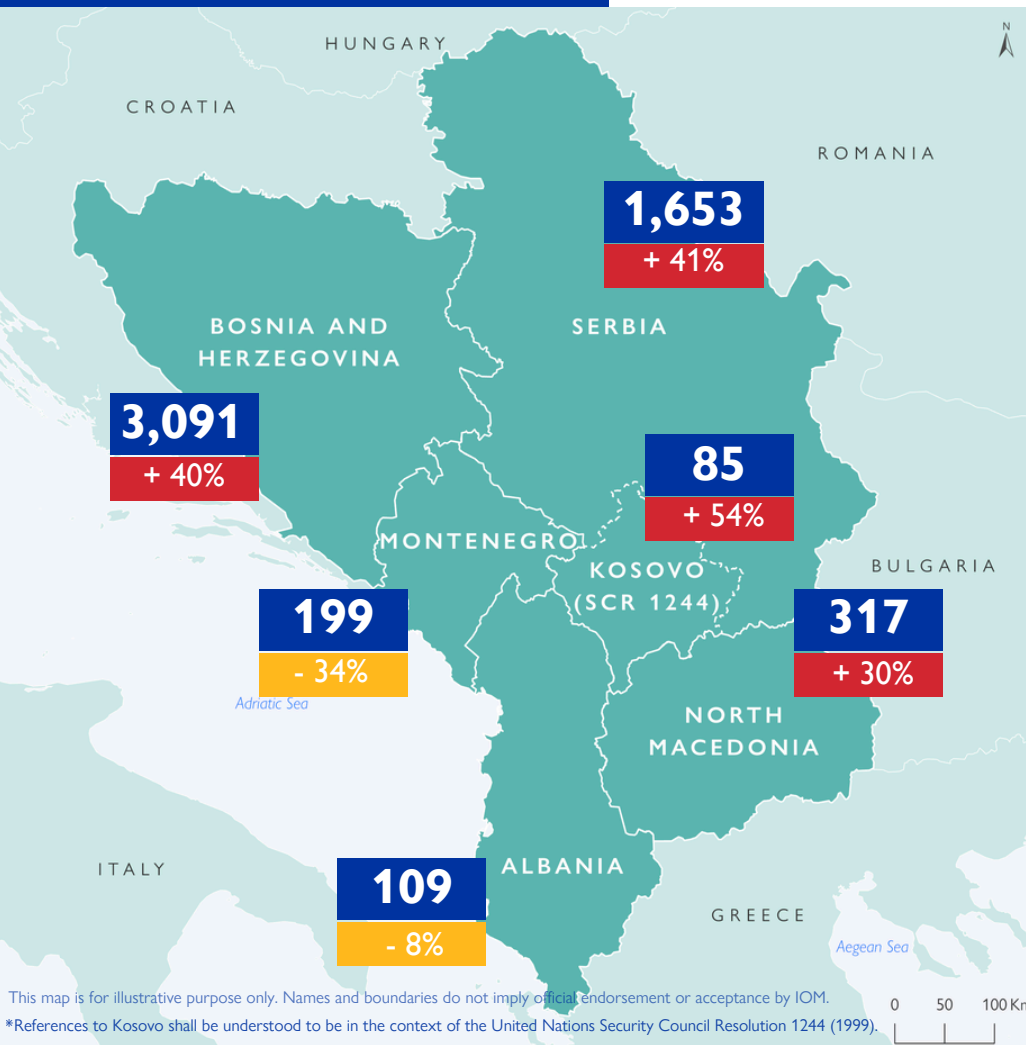 N
HUNGARY
CROATIA
ROMANIA
1,653
+ 41%
BOSNIA AND
HERZEGOVINA
SERBIA
3,091
+ 40%
85
+ 54%
MONTENEGRO
KOSOVO
(SCR 1244)
BULGARIA
199
- 34%
317
+ 30%
Adriatic Sea
NORTH
MACEDONIA
ITALY
ALBANIA
109
- 8%
GREECE
Aegean Sea
This map is for illustrative purpose only. Names and boundaries do not imply official endorsement or acceptance by IOM.
0 50 100 Km
*References to Kosovo shall be understood to be in the context of the United Nations Security Council Resolution 1244 (1999).